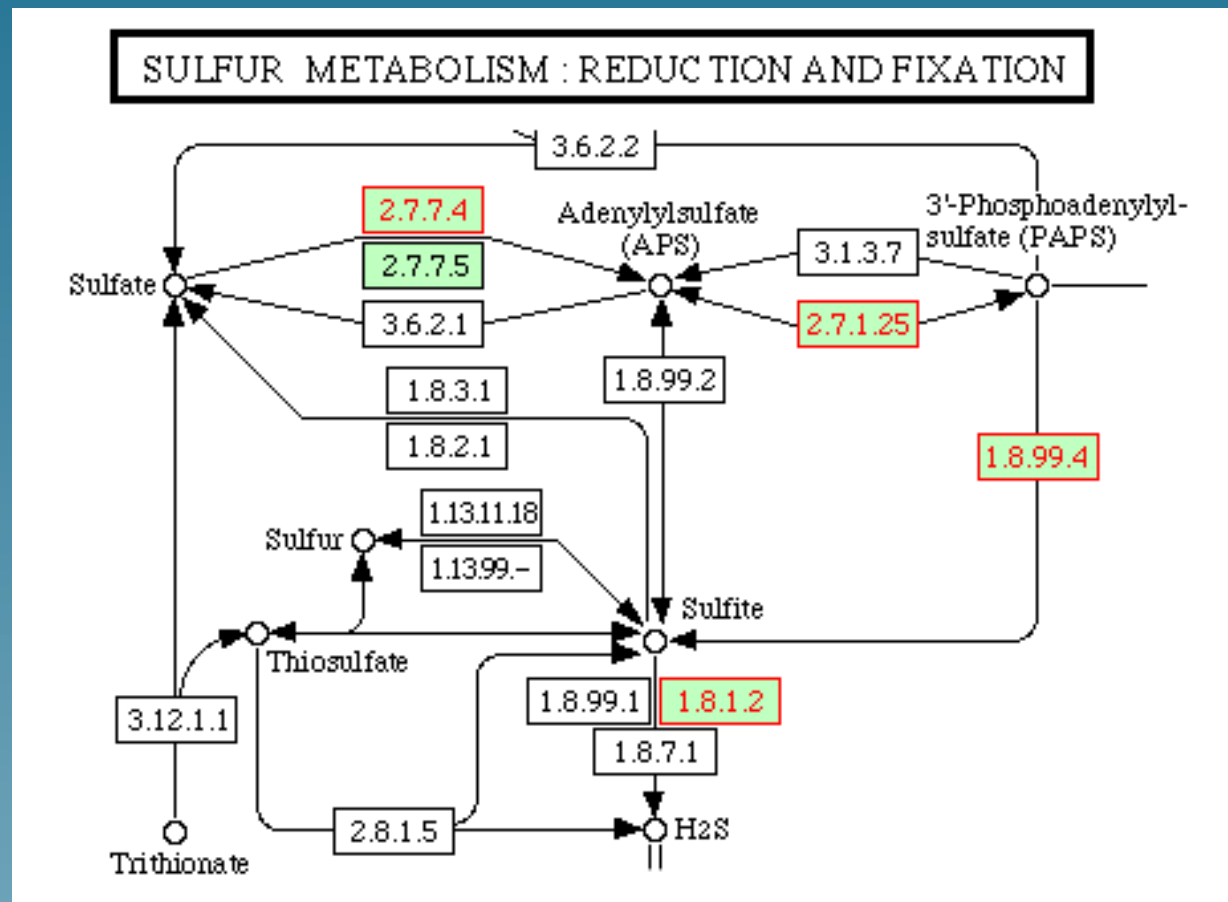 SULFUR METABOLISM : REDUCTION AND FIXATION
3.6.2.2
2.7.7.4
Adenylylsulfate
(APS)
3'-Phosphoadenylyl-
sulfate (PAPS)
2.7.7.5
3.1.3.7
Sulfate
3.6.2.1
2.7.1.25
1.8.3.1
1.8.99.2
1.8.2.1
1.8.99.4
1.13.11.18
Sulfur
1.13.99.–
Sulfite
Thiosulfate
1.8.99.1
1.8.1.2
3.12.1.1
1.8.7.1
2.8.1.5
H2S
Trithionate